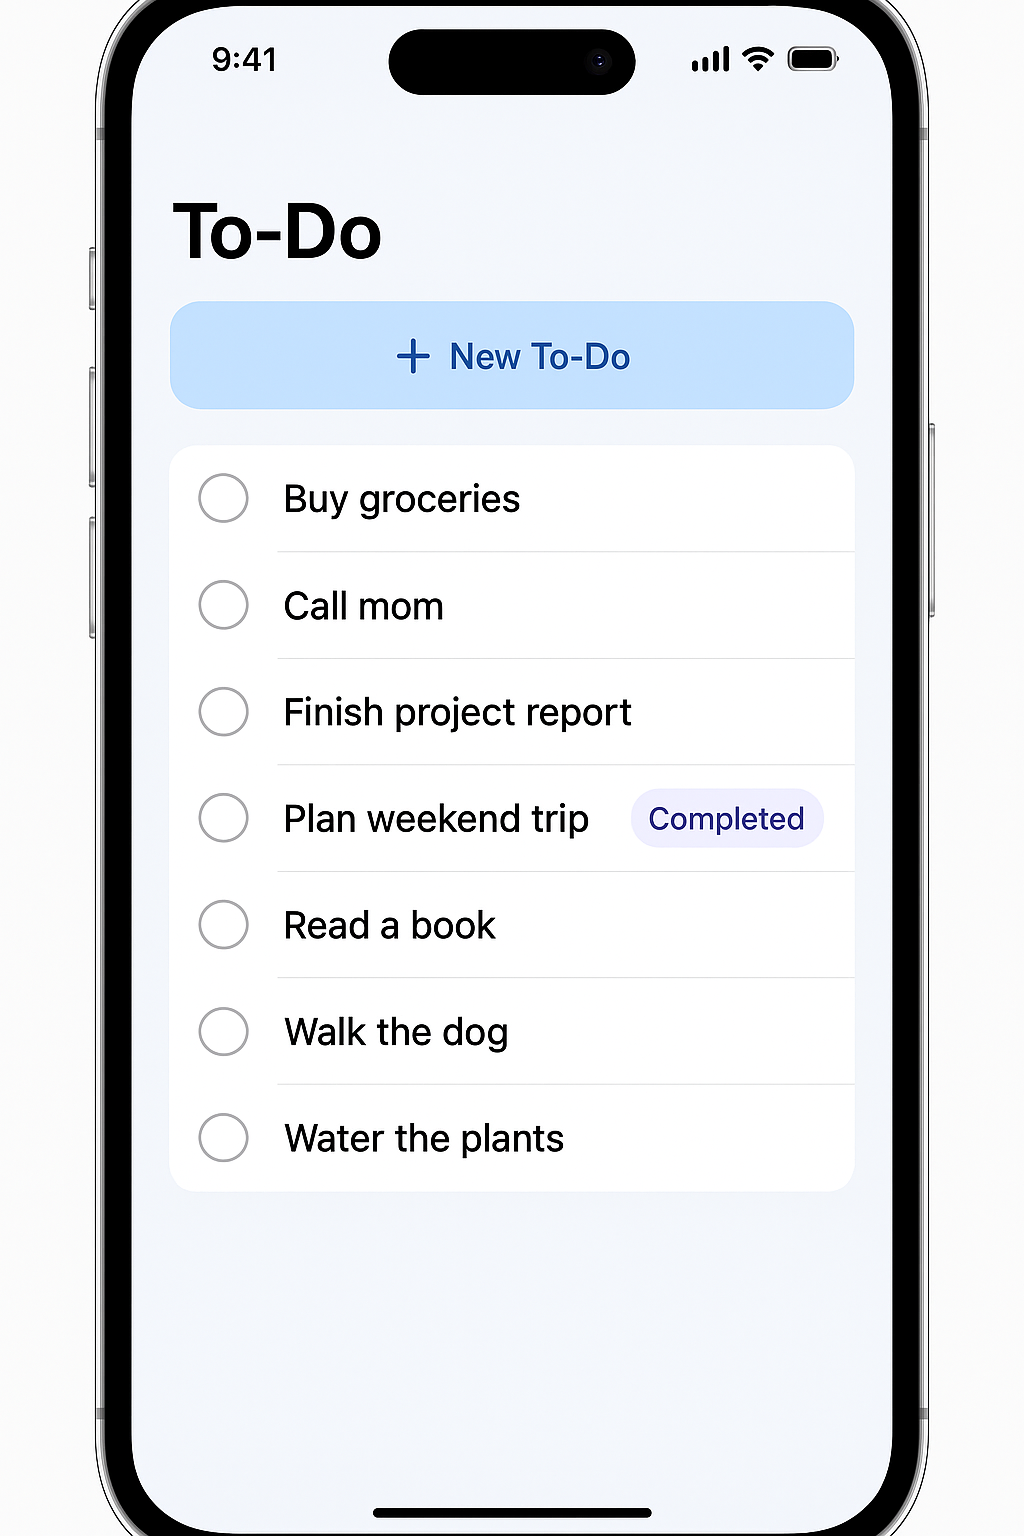 9:41
To-Do
+ New To-Do
Buy groceries
Call mom
Finish project report
Plan weekend trip Completed
Read a book
Walk the dog
Water the plants